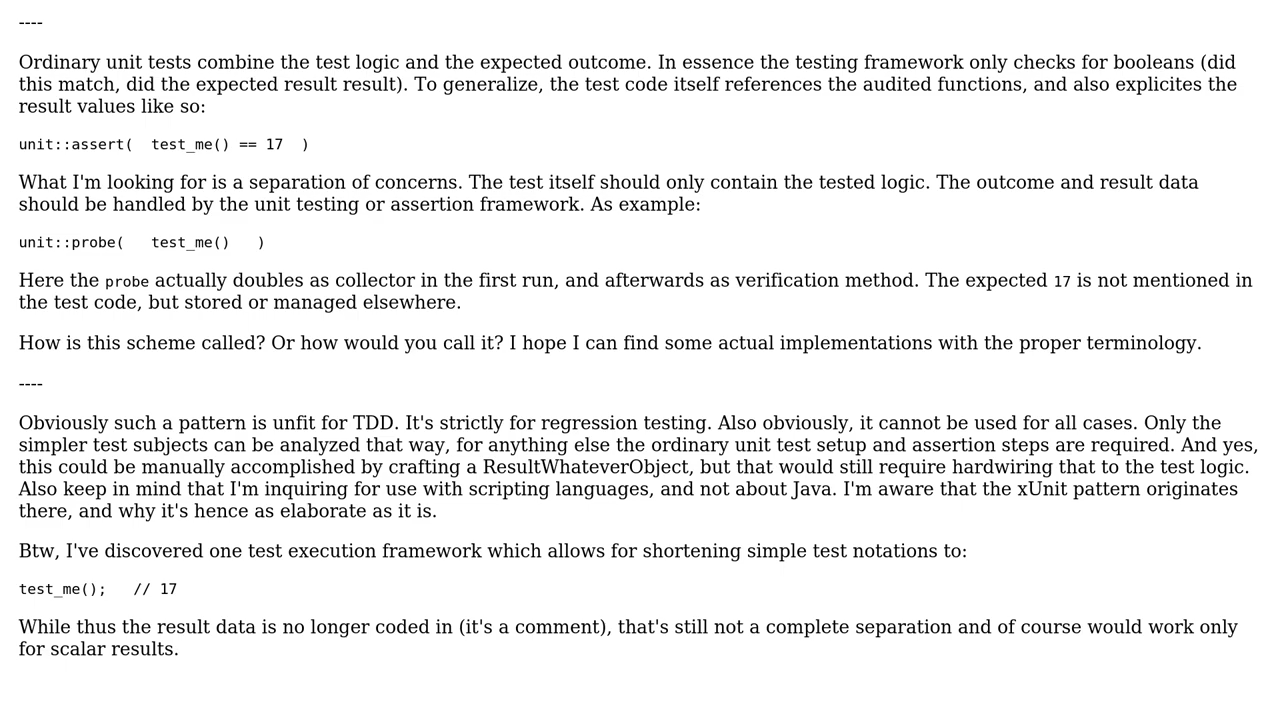 ----
Ordinary unit tests combine the test logic and the expected outcome. In essence the testing framework only checks for booleans (did
this match, did the expected result result). To generalize, the test code itself references the audited functions, and also explicites the
result values like so:
unit::assert(  test_me() == 17  )
What I'm looking for is a separation of concerns. The test itself should only contain the tested logic. The outcome and result data
should be handled by the unit testing or assertion framework. As example:
unit::probe(   test_me()   )
Here the probe actually doubles as collector in the first run, and afterwards as verification method. The expected 17 is not mentioned in
the test code, but stored or managed elsewhere.
How is this scheme called? Or how would you call it? I hope I can find some actual implementations with the proper terminology.
----
Obviously such a pattern is unfit for TDD. It's strictly for regression testing. Also obviously, it cannot be used for all cases. Only the
simpler test subjects can be analyzed that way, for anything else the ordinary unit test setup and assertion steps are required. And yes,
this could be manually accomplished by crafting a ResultWhateverObject, but that would still require hardwiring that to the test logic.
Also keep in mind that I'm inquiring for use with scripting languages, and not about Java. I'm aware that the xUnit pattern originates
there, and why it's hence as elaborate as it is.
Btw, I've discovered one test execution framework which allows for shortening simple test notations to:
test_me();   // 17
While thus the result data is no longer coded in (it's a comment), that's still not a complete separation and of course would work only
for scalar results.